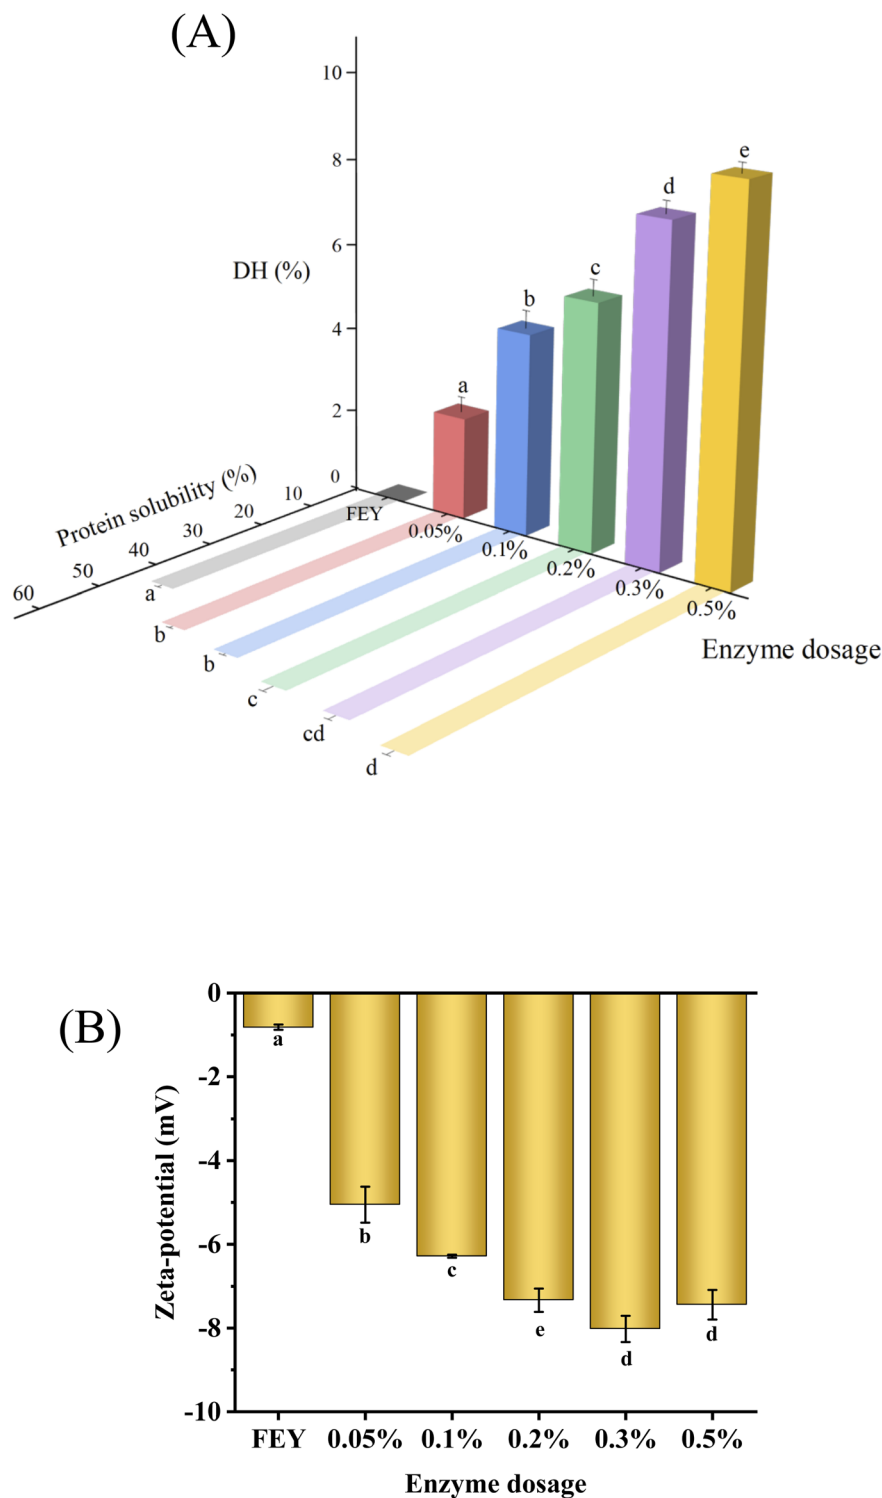 (A)
10
8
6
4
2
0
DH (%)
e
d
c
b
a
Protein solubility (%)
10
20
30
40
50
60
FEY
0.05%
0.1%
0.2%
0.3%
0.5%
Enzyme dosage
a
b
b
c
cd
d
(B)
0
-2
-4
-6
-8
-10
Zeta-potential (mV)
a
b
c
e
d
d
FEY 0.05% 0.1% 0.2% 0.3% 0.5%
Enzyme dosage